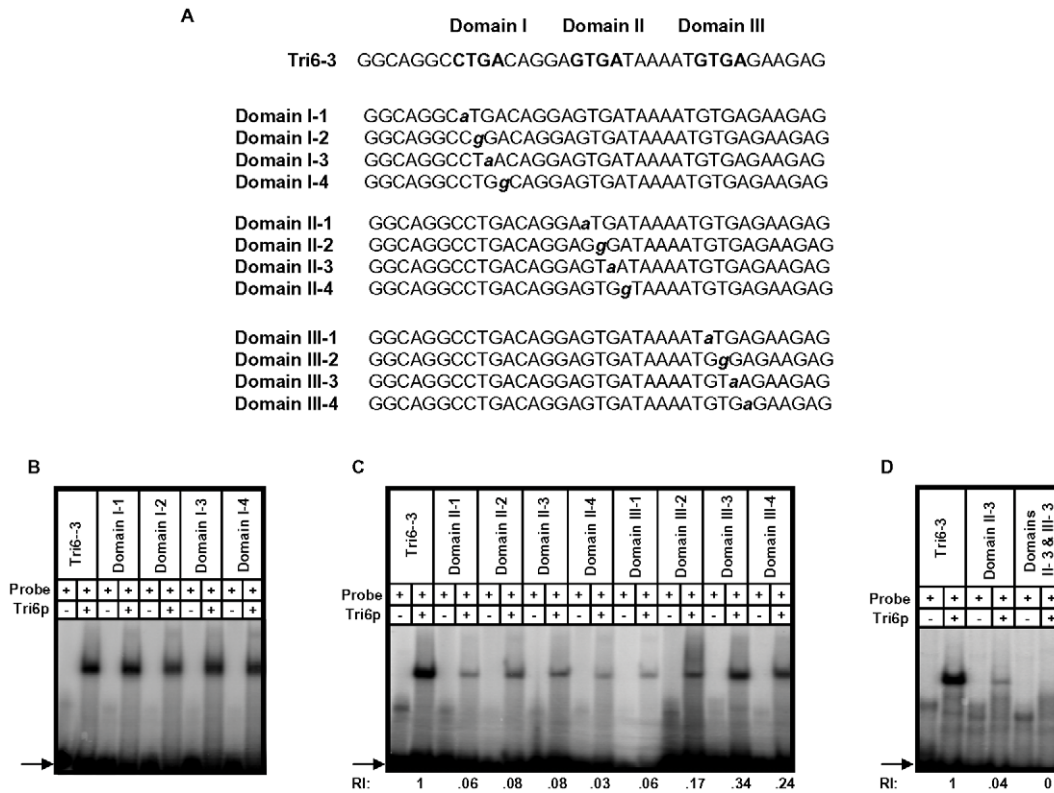 A
Domain I Domain II Domain III
Tri6-3 GGCAGGCCTGACAGGAGTGATAAAATGTGAGAAGAG
Domain I-1 GGCAGGCaTGACAGGAGTGATAAAATGTGAGAAGAG
Domain I-2 GGCAGGCCgGACAGGAGTGATAAAATGTGAGAAGAG
Domain I-3 GGCAGGCCTaACAGGAGTGATAAAATGTGAGAAGAG
Domain I-4 GGCAGGCCTGgCAGGAGTGATAAAATGTGAGAAGAG
Domain II-1 GGCAGGCCTGACAGGAaTGATAAAATGTGAGAAGAG
Domain II-2 GGCAGGCCTGACAGGAGgGATAAAATGTGAGAAGAG
Domain II-3 GGCAGGCCTGACAGGAGTaATAAAATGTGAGAAGAG
Domain II-4 GGCAGGCCTGACAGGAGTGgTAAAATGTGAGAAGAG
Domain III-1 GGCAGGCCTGACAGGAGTGATAAAATaTGAGAAGAG
Domain III-2 GGCAGGCCTGACAGGAGTGATAAAATGgGAGAAGAG
Domain III-3 GGCAGGCCTGACAGGAGTGATAAAATGTaAGAAGAG
Domain III-4 GGCAGGCCTGACAGGAGTGATAAAATGTGaGAAGAG
B
Tri6--3 Domain I-1 Domain I-2 Domain I-3 Domain I-4
Probe + + + + + + + + + +
Tri6p - + - + - + - + - +
C
Tri6--3 Domain II-1 Domain II-2 Domain II-3 Domain II-4 Domain III-1 Domain III-2 Domain III-3 Domain III-4
Probe + + + + + + + + + + + + + + + + + +
Tri6p - + - + - + - + - + - + - + - + - +
RI: 1 .06 .08 .08 .03 .06 .17 .34 .24
D
Tri6-3 Domain II-3 Domains
II- 3 & III- 3
Probe + + + + + +
Tri6p - + - + - +
RI: 1 .04 0